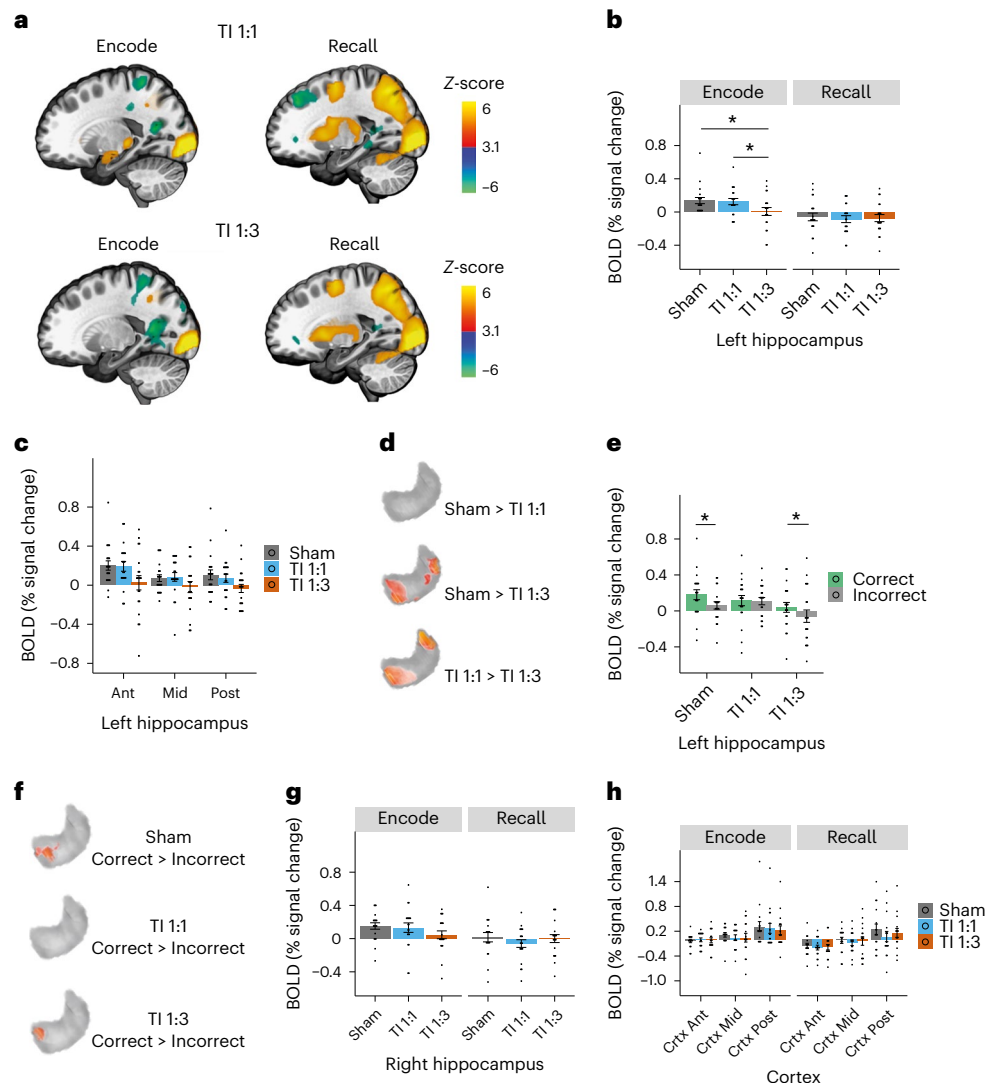 a
TI 1:1
Encode
Recall
Z-score
6
3.1
−6
TI 1:3
Encode
Recall
Z-score
6
3.1
−6
b
Encode
Recall
BOLD (% signal change)
0.8
0.4
0
−0.4
*
*
Sham
TI 1:1
TI 1:3
Sham
TI 1:1
TI 1:3
Left hippocampus
c
BOLD (% signal change)
0.8
0.4
0
−0.4
−0.8
Ant
Mid
Post
Left hippocampus
Sham
TI 1:1
TI 1:3
d
Sham > TI 1:1
Sham > TI 1:3
TI 1:1 > TI 1:3
e
BOLD (% signal change)
0.8
0.4
0
−0.4
*
*
Sham
TI 1:1
TI 1:3
Left hippocampus
Correct
Incorrect
f
Sham
Correct > Incorrect
TI 1:1
Correct > Incorrect
TI 1:3
Correct > Incorrect
g
Encode
Recall
BOLD (% signal change)
0.8
0.4
0
−0.4
Sham
TI 1:1
TI 1:3
Sham
TI 1:1
TI 1:3
Right hippocampus
h
Encode
Recall
BOLD (% signal change)
1.4
0.8
0.2
−0.4
−1.0
Crtx Ant
Crtx Mid
Crtx Post
Crtx Ant
Crtx Mid
Crtx Post
Cortex
Sham
TI 1:1
TI 1:3